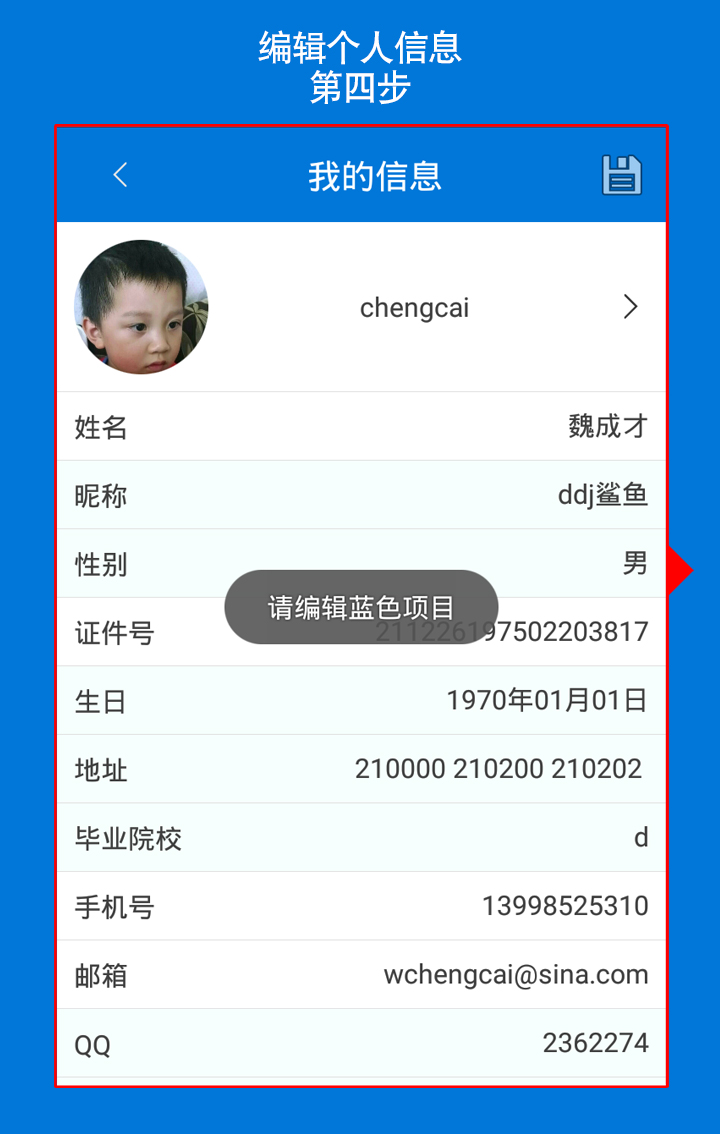 编辑个人信息
第四步
我的信息
chengcai
姓名 魏成才
昵称 ddj鲨鱼
性别 男
请编辑蓝色项目
证件号 211226197502203817
生日 1970年01月01日
地址 210000 210200 210202
毕业院校 d
手机号 13998525310
邮箱 wchengcai@sina.com
QQ 2362274